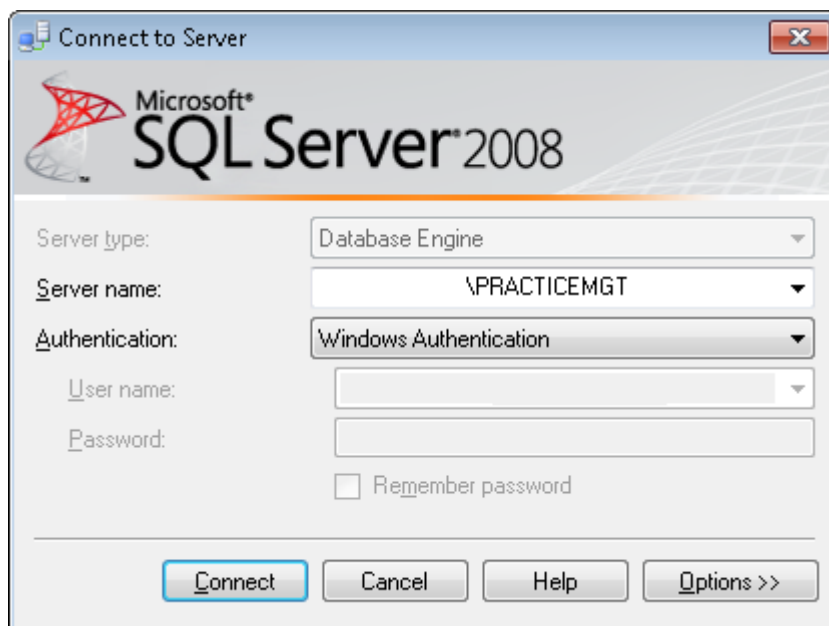 Connect to Server
Microsoft®
SQL Server® 2008
™
Server type: Database Engine
Server name: \PRACTICEMGT
Authentication: Windows Authentication
User name:
Password:
Remember password
Connect Cancel Help Options >>